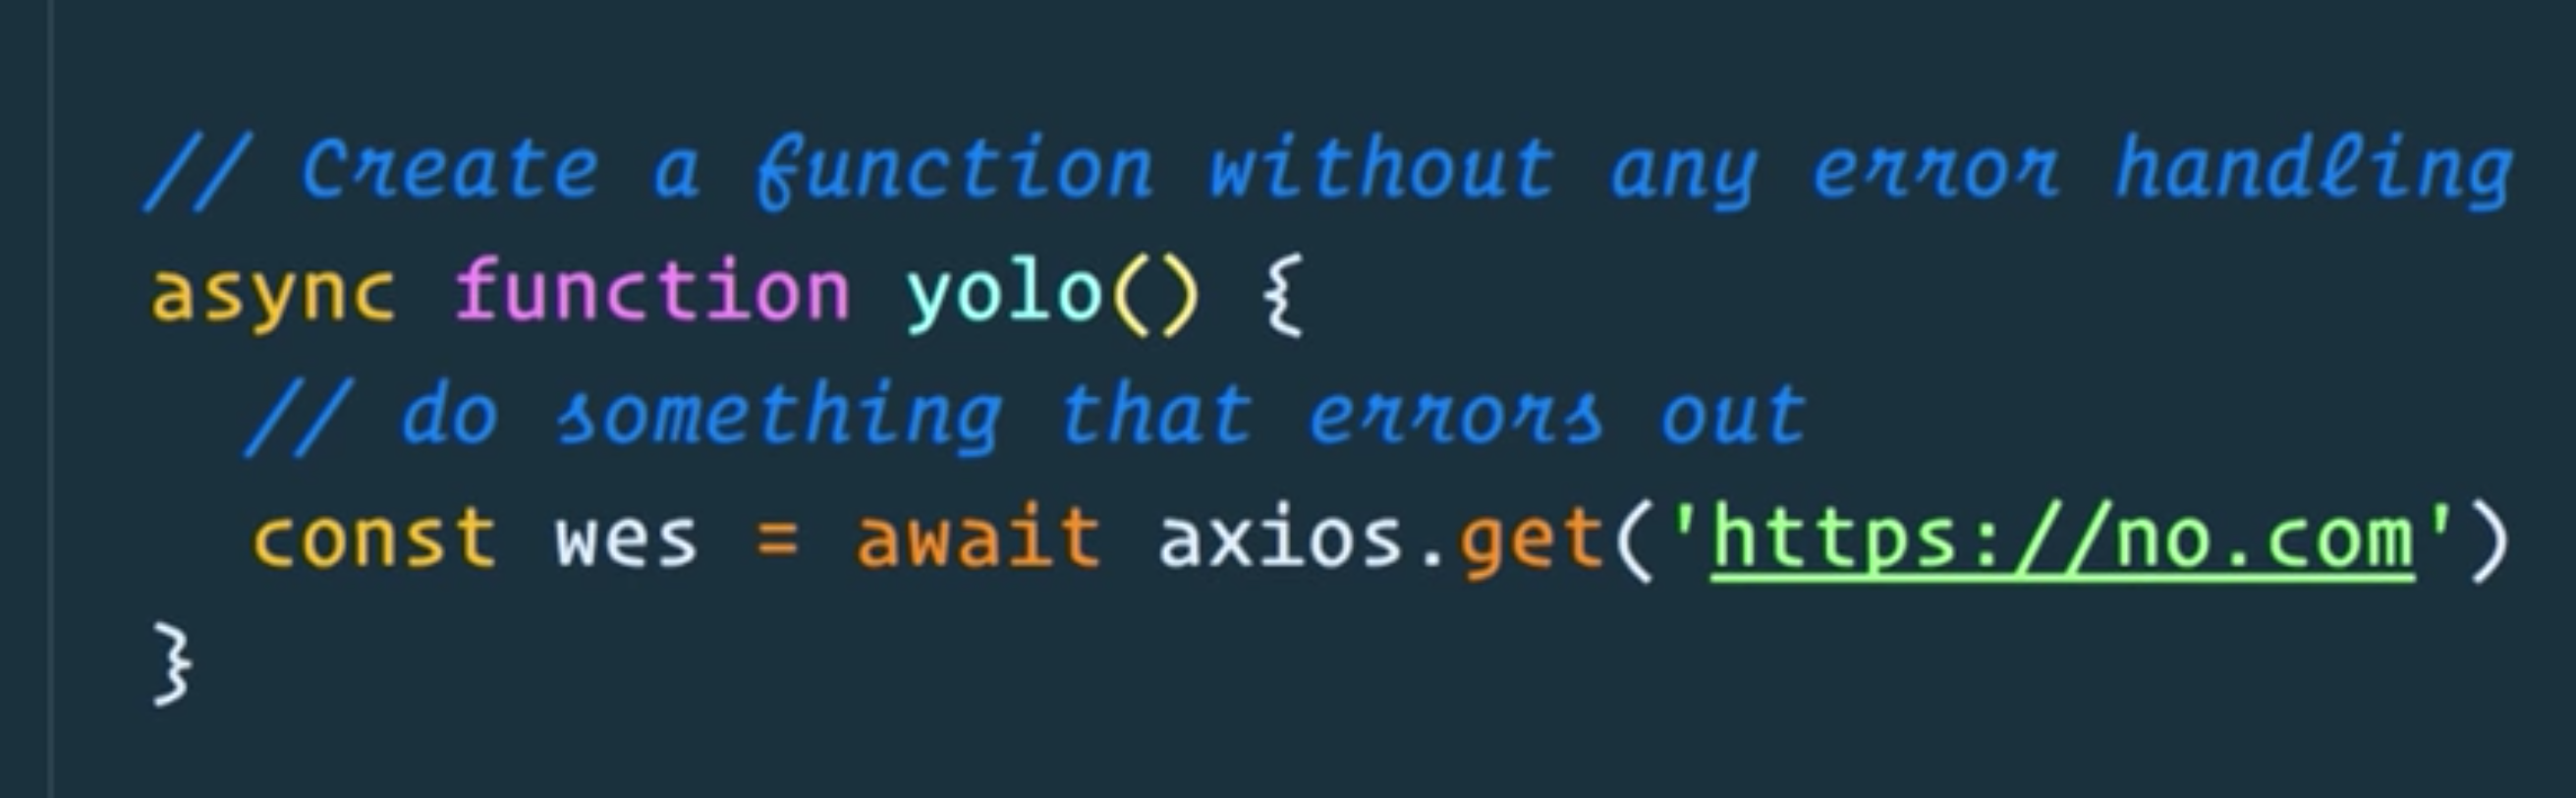 // Create a function without any error handling
async function yolo() {
// do something that errors out
const wes = await axios.get('https://no.com')
}